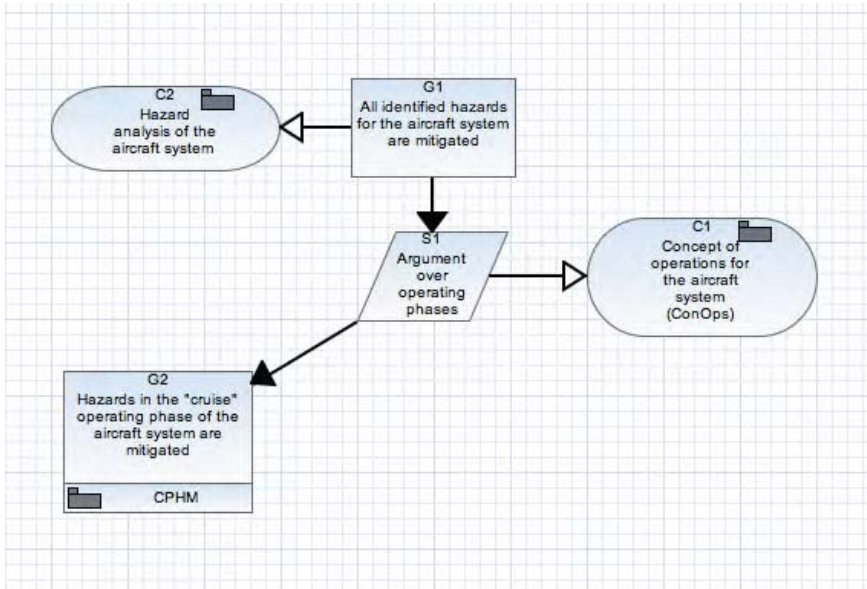 C2
Hazard
analysis of the
aircraft system
G1
All identified hazards
for the aircraft system
are mitigated
S1
Argument
over
operating
phases
C1
Concept of
operations for
the aircraft
system
(ConOps)
G2
Hazards in the "cruise"
operating phase of the
aircraft system are
mitigated
CPHM